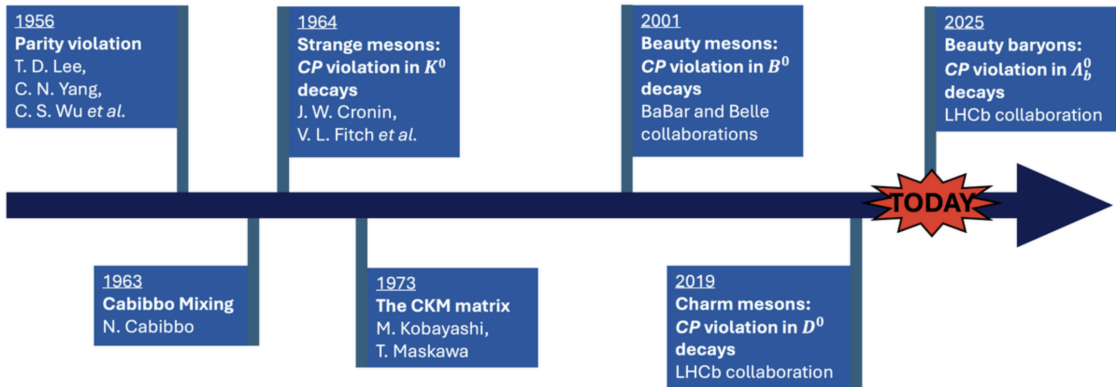 1956
Parity violation
T. D. Lee,
C. N. Yang,
C. S. Wu et al.
1964
Strange mesons:
CP violation in K⁰
decays
J. W. Cronin,
V. L. Fitch et al.
2001
Beauty mesons:
CP violation in B⁰
decays
BaBar and Belle
collaborations
2025
Beauty baryons:
CP violation in Λ_b^0
decays
LHCb collaboration
TODAY
1963
Cabibbo Mixing
N. Cabibbo
1973
The CKM matrix
M. Kobayashi,
T. Maskawa
2019
Charm mesons:
CP violation in D⁰
decays
LHCb collaboration